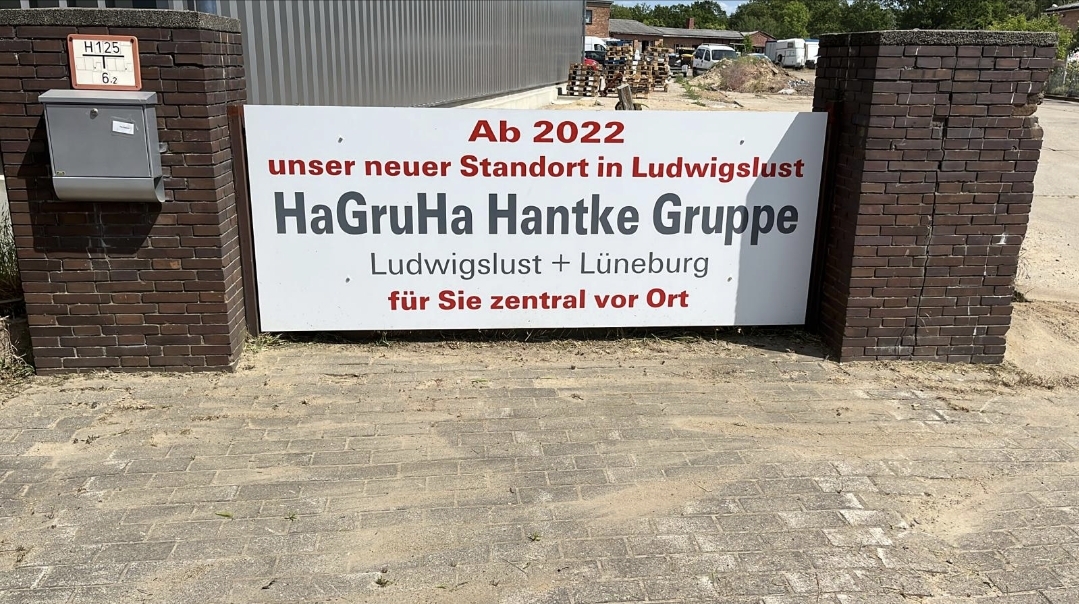 H125
6.2
Ab 2022
unser neuer Standort in Ludwigslust
HaGruHa Hantke Gruppe
Ludwigslust + Lüneburg
für Sie zentral vor Ort